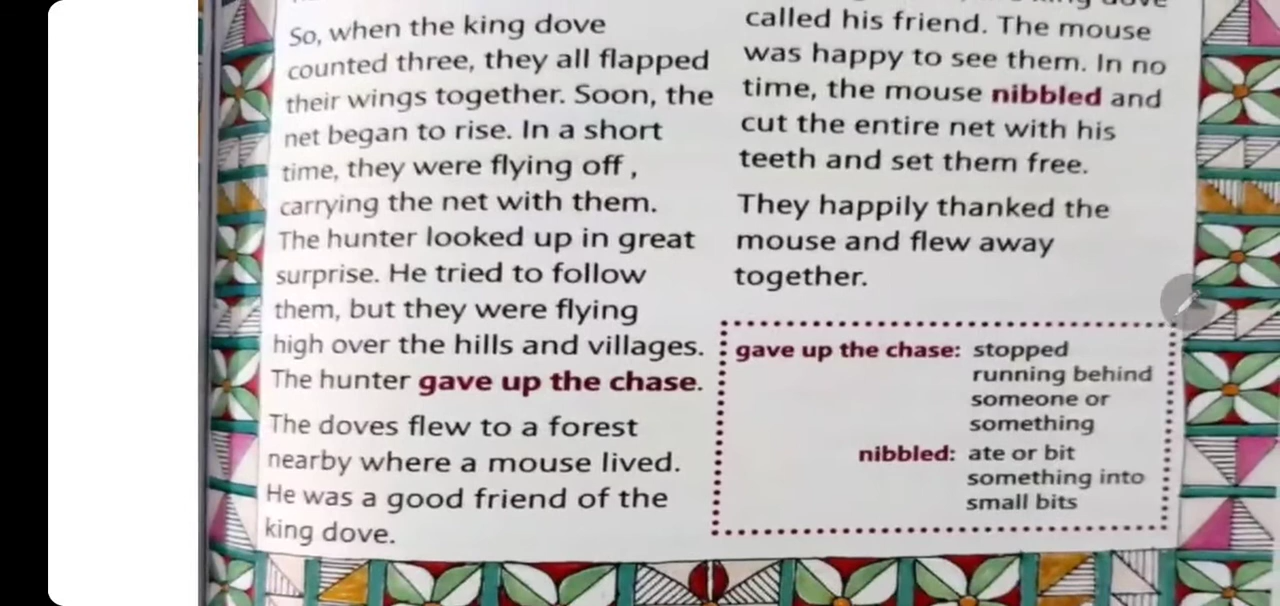 So, when the king dove
counted three, they all flapped
their wings together. Soon, the
net began to rise. In a short
time, they were flying off ,
carrying the net with them.
The hunter looked up in great
surprise. He tried to follow
them, but they were flying
high over the hills and villages.
The hunter gave up the chase.
The doves flew to a forest
nearby where a mouse lived.
He was a good friend of the
king dove.
called his friend. The mouse
was happy to see them. In no
time, the mouse nibbled and
cut the entire net with his
teeth and set them free.
They happily thanked the
mouse and flew away
together.
gave up the chase: stopped
running behind
someone or
something
nibbled: ate or bit
something into
small bits